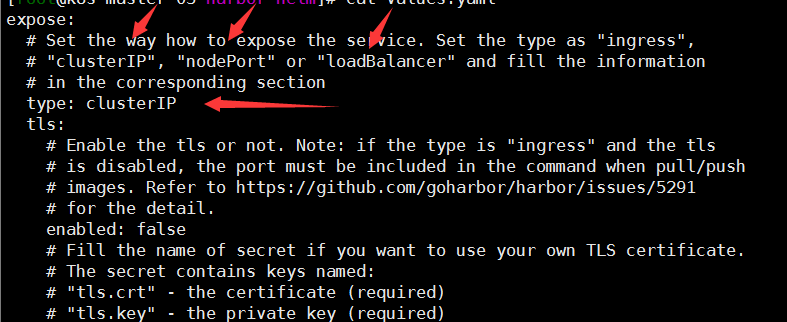 [root@k8s-master-03 harbor-helm]# cat values.yaml
expose:
  # Set the way how to expose the service. Set the type as "ingress",
  # "clusterIP", "nodePort" or "loadBalancer" and fill the information
  # in the corresponding section
  type: clusterIP
  tls:
    # Enable the tls or not. Note: if the type is "ingress" and the tls
    # is disabled, the port must be included in the command when pull/push
    # images. Refer to https://github.com/goharbor/harbor/issues/5291
    # for the detail.
    enabled: false
    # Fill the name of secret if you want to use your own TLS certificate.
    # The secret contains keys named:
    # "tls.crt" - the certificate (required)
    # "tls.key" - the private key (required)